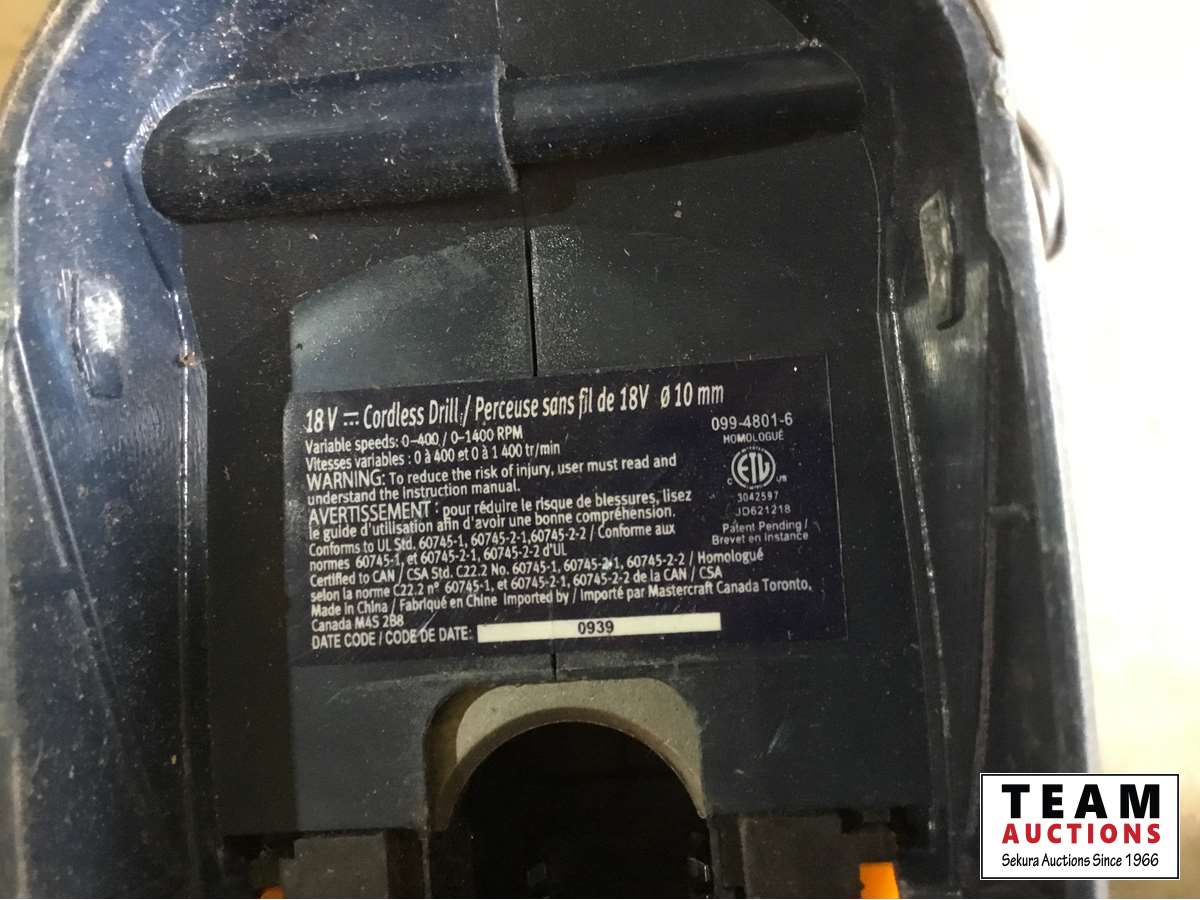 18 V ⎓ Cordless Drill / Perceuse sans fil de 18V ø 10 mm
Variable speeds: 0–400 / 0–1400 RPM
Vitesses variables : 0 à 400 et 0 à 1 400 tr/min
WARNING: To reduce the risk of injury, user must read and
understand the instruction manual.
AVERTISSEMENT : pour réduire le risque de blessures, lisez
le guide d'utilisation afin d'avoir une bonne compréhension.
099-4801-6
HOMOLOGUÉ
C ETL US
3042597
JD621218
Patent Pending /
Brevet en Instance
Conforms to UL Std. 60745-1, 60745-2-1,60745-2-2 / Conforme aux
normes 60745-1, et 60745-2-1, 60745-2-2 d'UL
Certified to CAN / CSA Std. C22.2 No. 60745-1, 60745-2-1, 60745-2-2 / Homologué
selon la norme C22.2 n° 60745-1, et 60745-2-1, 60745-2-2 de la CAN / CSA
Made in China / Fabriqué en Chine Imported by / Importé par Mastercraft Canada Toronto,
Canada M4S 2B8
DATE CODE / CODE DE DATE: 0939
TEAM
AUCTIONS
Sekura Auctions Since 1966